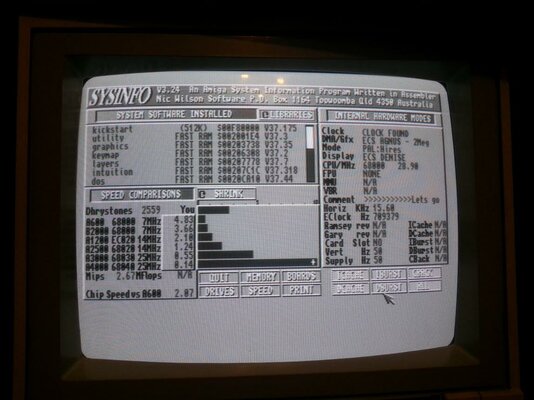 SYSINFO V3.24 An Amiga System Information Program Written in Assembler
Nic Wilson Software P.O. Box 1164 Toowoomba Qld 4350 Australia
SYSTEM SOFTWARE INSTALLED LIBRARIES
kickstart (512K) $00F80000 V37.175
utility FAST RAM $002001E4 V37.3
graphics FAST RAM $00203738 V37.35
keymap FAST RAM V37.2
layers FAST RAM $00207778 V37.7
intuition FAST RAM $00207C1C V37.318
dos FAST RAM $0020CA10 V37.44
INTERNAL HARDWARE MODES
Clock CLOCK FOUND
DMA/Gfx ECS AGNUS - 2Meg
Mode PAL:Hires
Display ECS DENISE
CPU/MHz 68000 28.90
FPU NONE
MMU N/A
VBR N/A
Comment >>>>>>>>>>>>Lets go
Horiz KHz 15.60
EClock Hz 709379
Ramsey rev N/A ICache N/A
Gary rev N/A DCache N/A
Card Slot NO IBurst N/A
Vert Hz 50 DBurst N/A
Supply Hz 50 CBack N/A
SPEED COMPARISONS SHRINK
Dhrystones 2559 You
A600 68000 7MHz 4.83
B2000 68000 7MHz 3.66
A1200 EC020 14MHz 2.10
A2500 68020 14MHz 1.24
A3000 68030 25MHz 0.55
A4000 68040 25MHz 0.14
Mips 2.67 MFlops N/A
Chip Speed vs A600 2.07
QUIT MEMORY BOARDS
DRIVES SPEED PRINT
ICACHE IBURST CBACK
DCACHE DBURST ALL